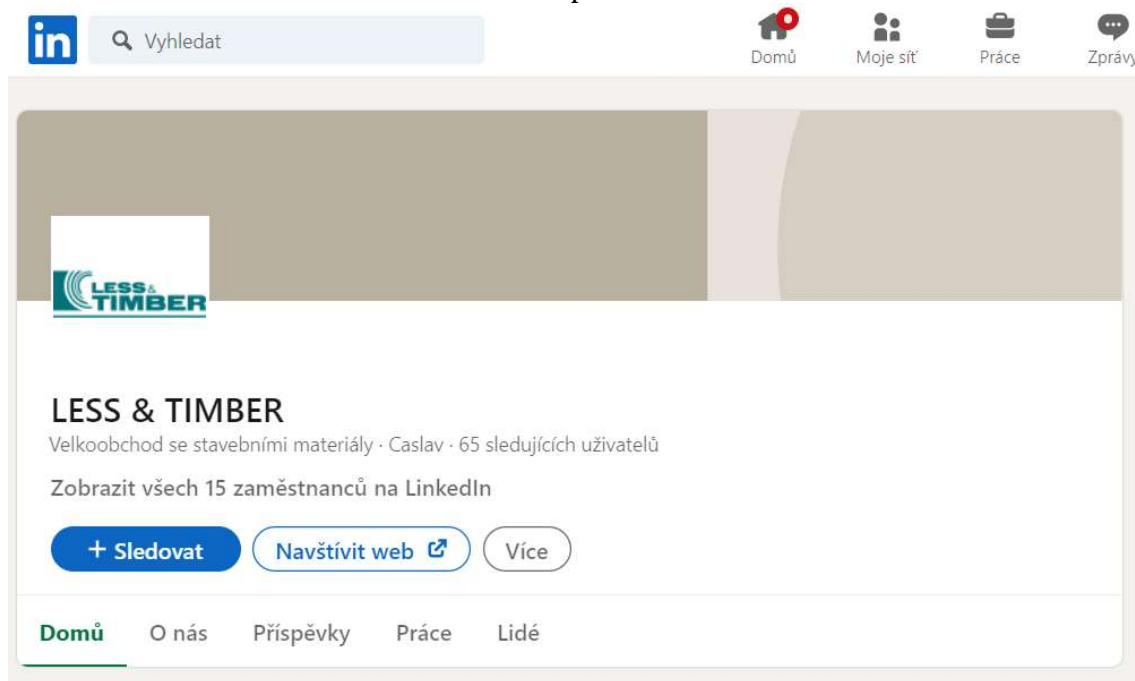 in
Vyhledat
Domů
Moje síť
Práce
Zprávy
LESS &
TIMBER
LESS & TIMBER
Velkoobchod se stavebními materiály · Caslav · 65 sledujících uživatelů
Zobrazit všech 15 zaměstnanců na LinkedIn
+ Sledovat
Navštívit web
Více
Domů O nás Příspěvky Práce Lidé